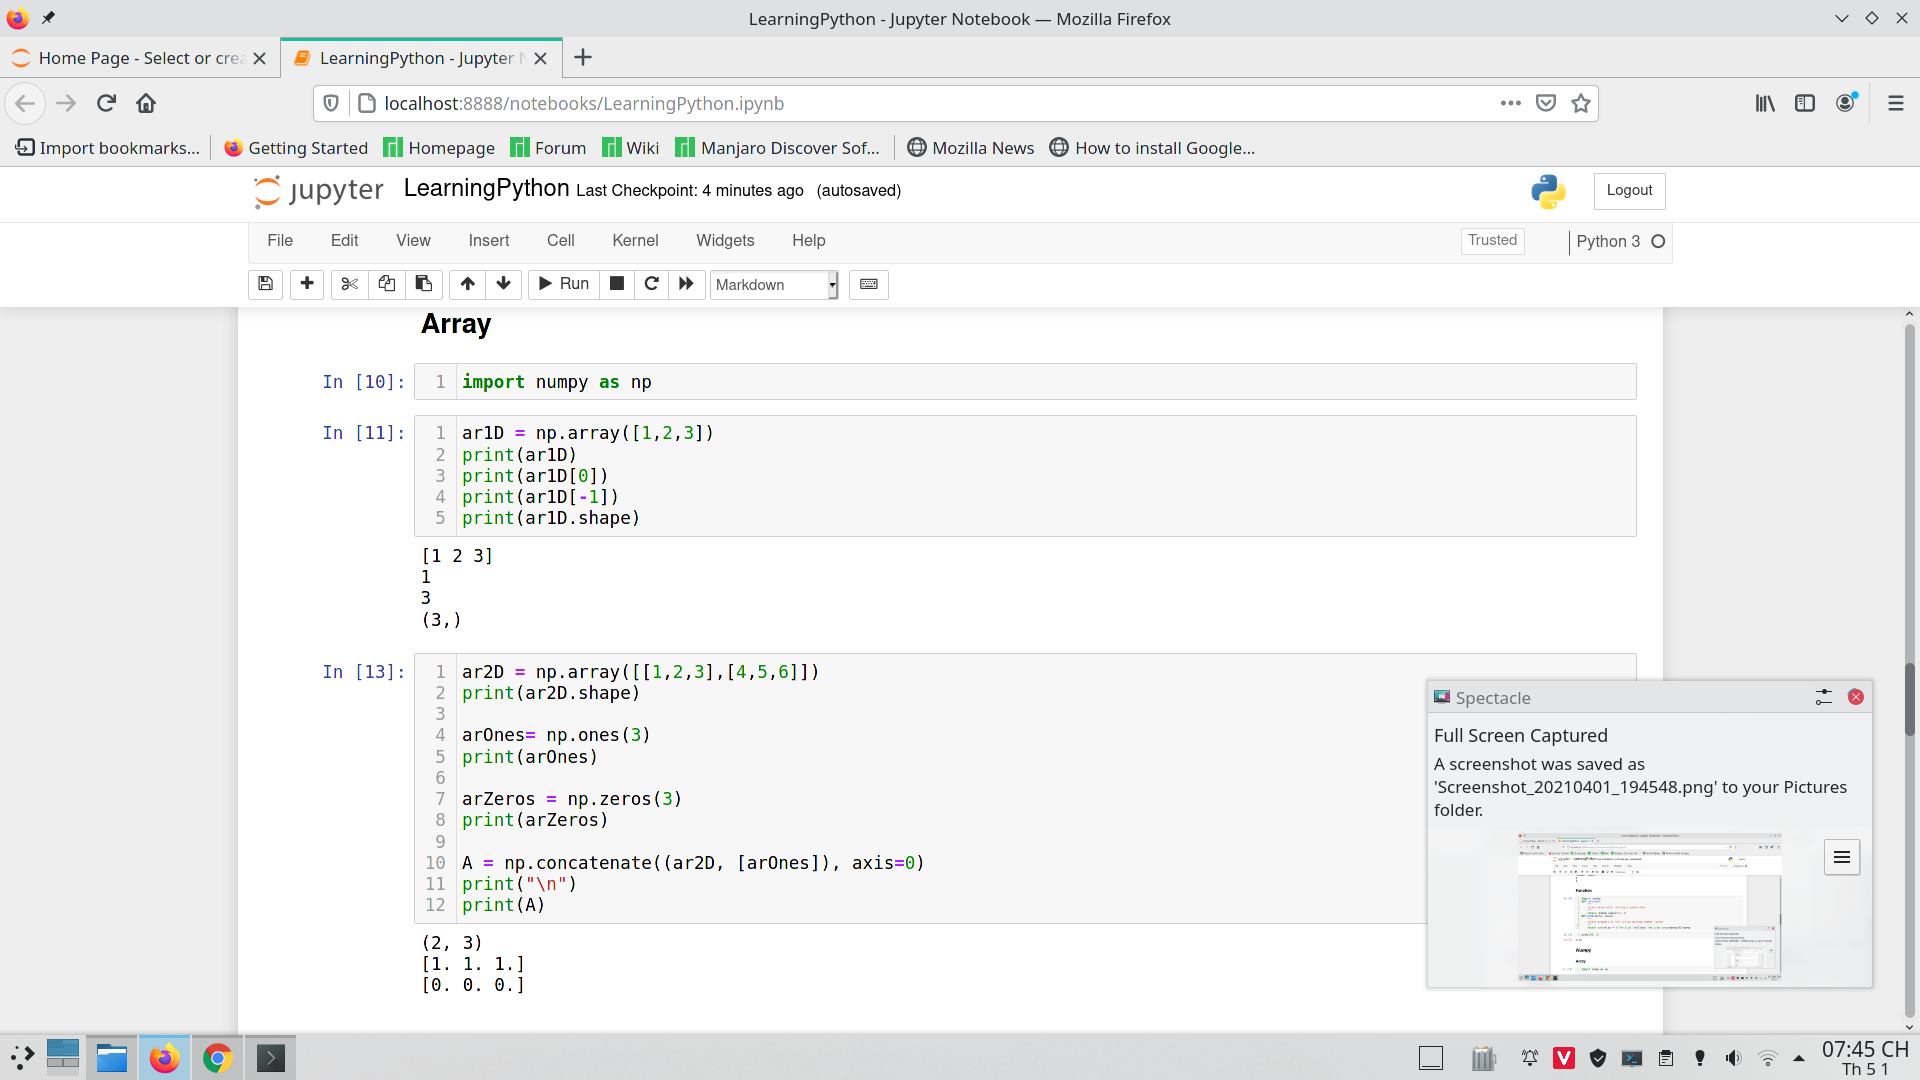 LearningPython - Jupyter Notebook — Mozilla Firefox
Home Page - Select or crea
LearningPython - Jupyter N
localhost:8888/notebooks/LearningPython.ipynb
Import bookmarks... Getting Started Homepage Forum Wiki Manjaro Discover Sof... Mozilla News How to install Google...
jupyter LearningPython Last Checkpoint: 4 minutes ago (autosaved) Logout
File Edit View Insert Cell Kernel Widgets Help Trusted Python 3
Run Markdown
Array
In [10]: 1 import numpy as np
In [11]: 1 ar1D = np.array([1,2,3])
2 print(ar1D)
3 print(ar1D[0])
4 print(ar1D[-1])
5 print(ar1D.shape)
[1 2 3]
1
3
(3,)
In [13]: 1 ar2D = np.array([[1,2,3],[4,5,6]])
2 print(ar2D.shape)
3
4 arOnes= np.ones(3)
5 print(arOnes)
6
7 arZeros = np.zeros(3)
8 print(arZeros)
9
10 A = np.concatenate((ar2D, [arOnes]), axis=0)
11 print("\n")
12 print(A)
(2, 3)
[1. 1. 1.]
[0. 0. 0.]
Spectacle
Full Screen Captured
A screenshot was saved as
'Screenshot_20210401_194548.png' to your Pictures
folder.
Function
Numpy
Array
07:45 CH
Th 5 1